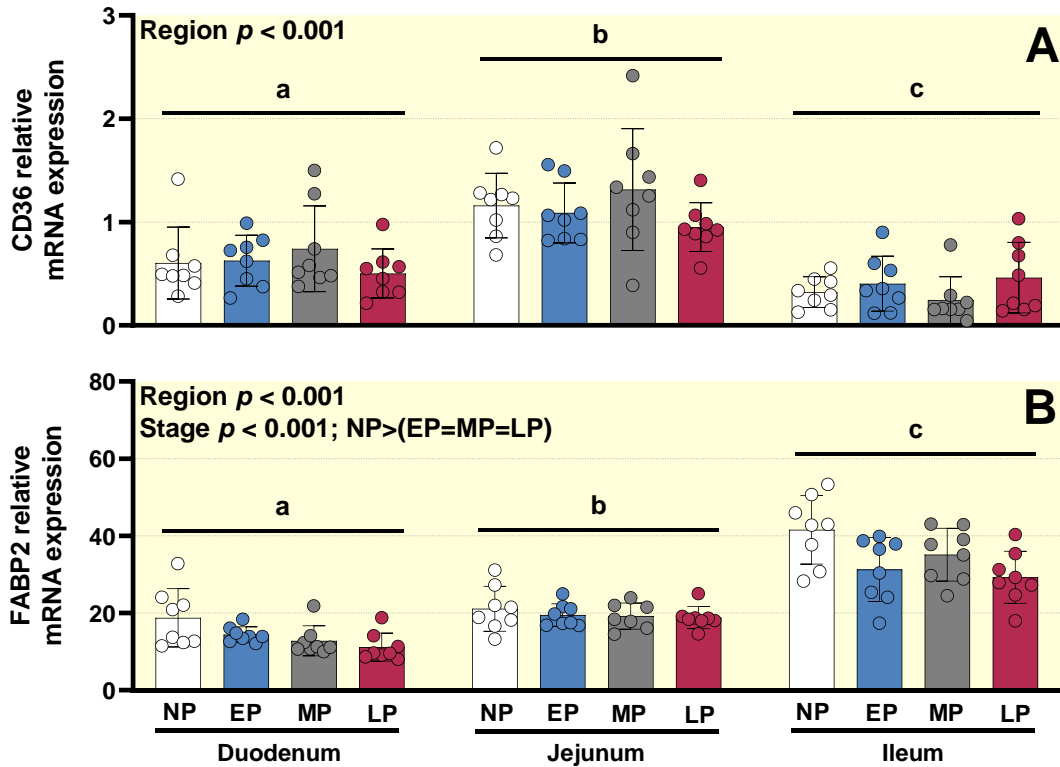 CD36 relative
mRNA expression
3
2
1
0
Region p < 0.001
A
a
b
c
FABP2 relative
mRNA expression
80
60
40
20
0
Region p < 0.001
Stage p < 0.001; NP>(EP=MP=LP)
B
a
b
c
NP EP MP LP NP EP MP LP NP EP MP LP
Duodenum Jejunum Ileum